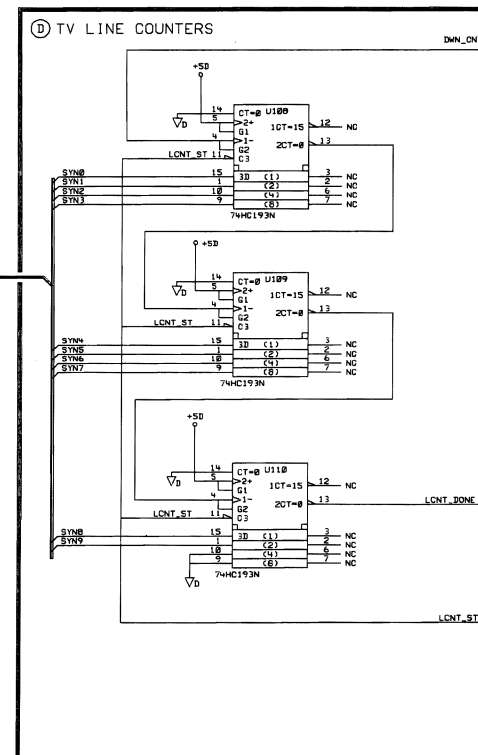 D TV LINE COUNTERS
DWN_CN
+5D
14 CT=0 U108
5 2+
G1 1CT=15 12 NC
4 1- 2CT=0 13
G2
LCNT_ST 11 C3
D
SYN0 15 3D (1) 3 NC
SYN1 1 (2) 2 NC
SYN2 10 (4) 6 NC
SYN3 9 (8) 7 NC
74HC193N
+5D
14 CT=0 U109
5 2+
G1 1CT=15 12 NC
4 1- 2CT=0 13
G2
LCNT_ST 11 C3
D
SYN4 15 3D (1) 3 NC
SYN5 1 (2) 2 NC
SYN6 10 (4) 6 NC
SYN7 9 (8) 7 NC
74HC193N
+5D
14 CT=0 U110
5 2+
G1 1CT=15 12 NC
4 1- 2CT=0 13 LCNT_DONE
G2
LCNT_ST 11 C3
D
SYN8 15 3D (1) 3 NC
SYN9 1 (2) 2 NC
10 (4) 6 NC
9 (8) 7 NC
74HC193N
D
LCNT_ST